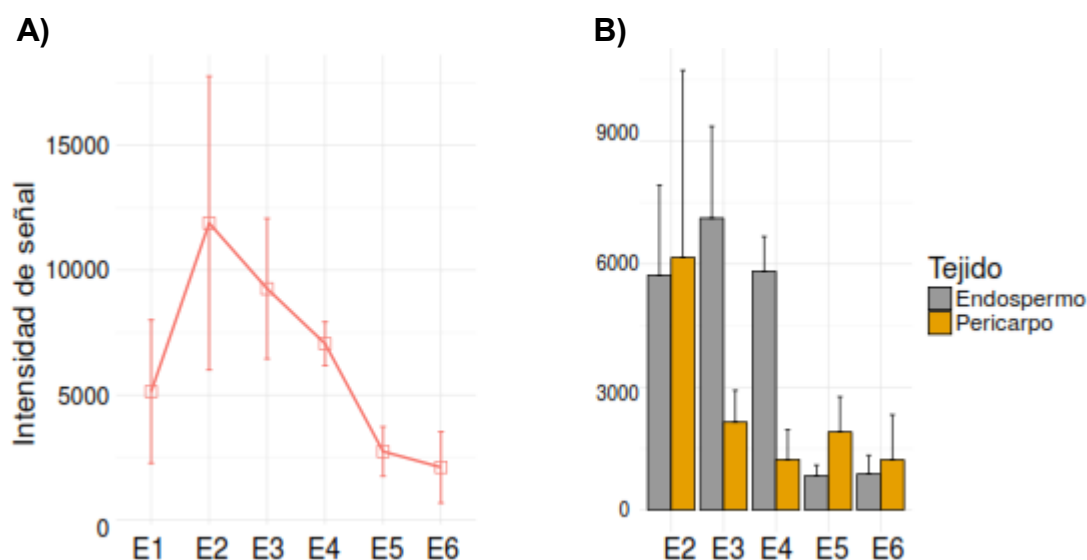 A)
Intensidad de señal
15000
10000
5000
0
E1 E2 E3 E4 E5 E6
B)
9000
6000
3000
0
E2 E3 E4 E5 E6
Tejido
Endospermo
Pericarpo